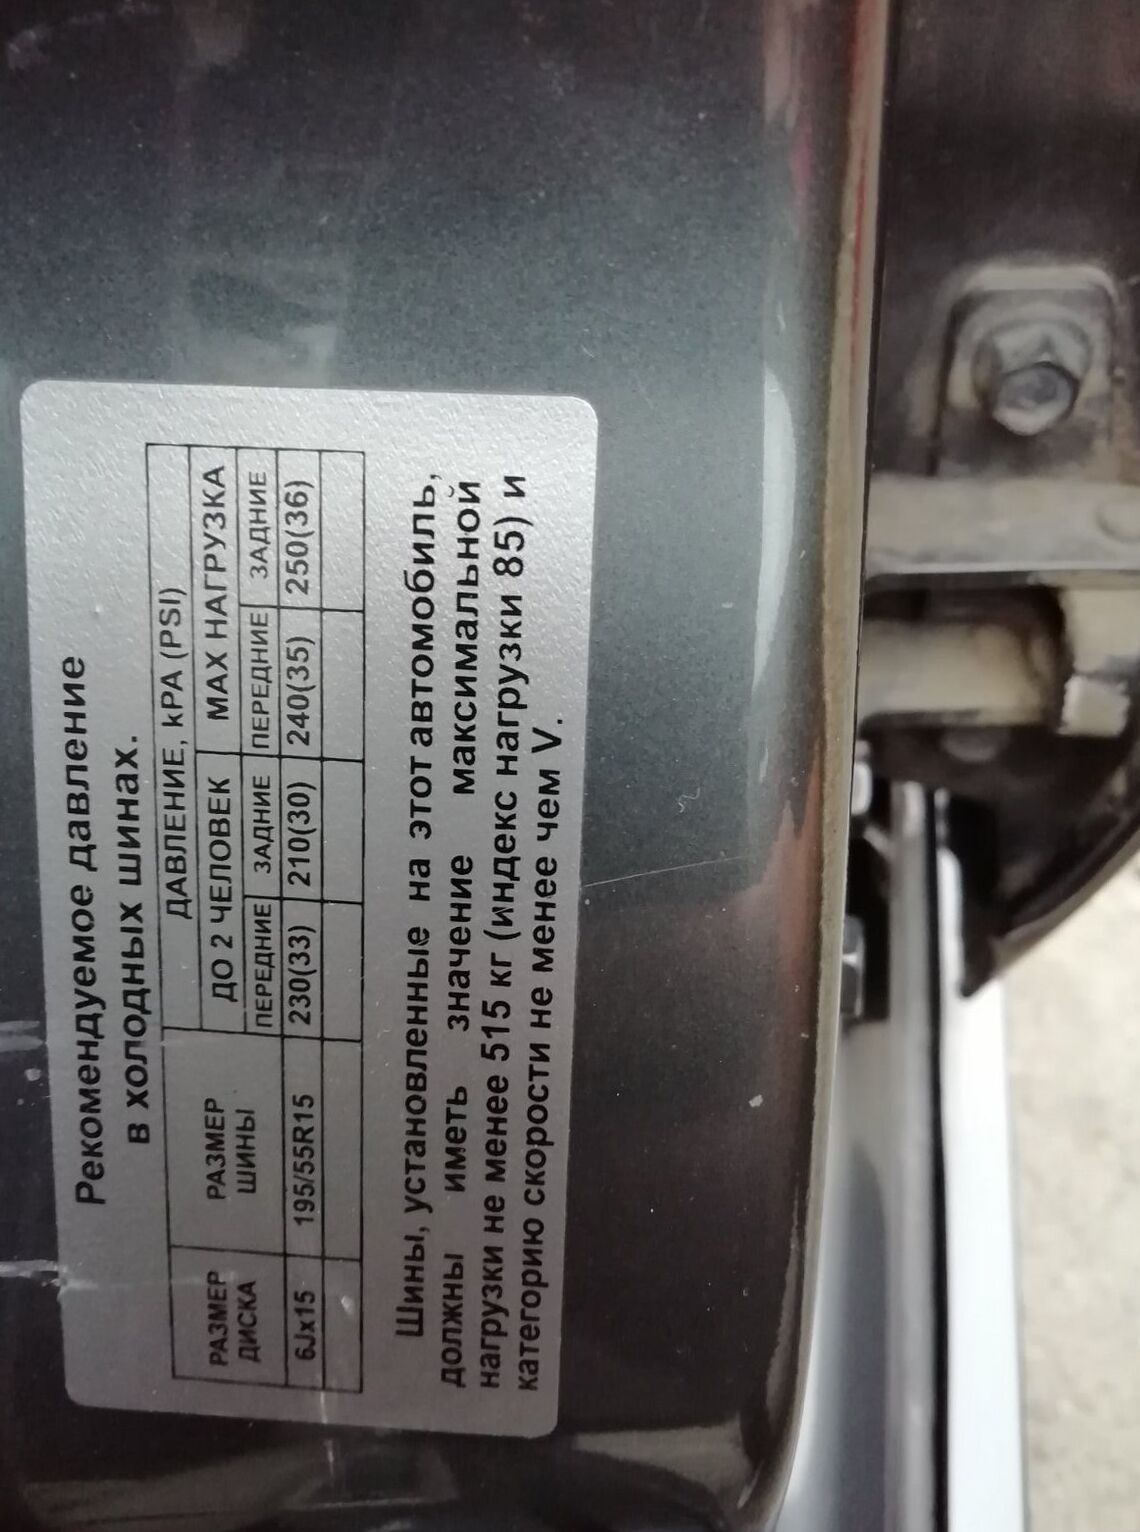 Рекомендуемое давление
в холодных шинах.
РАЗМЕР ДИСКА РАЗМЕР ШИНЫ ДАВЛЕНИЕ, kPA (PSI)
ДО 2 ЧЕЛОВЕК MAX НАГРУЗКА
ПЕРЕДНИЕ ЗАДНИЕ ПЕРЕДНИЕ ЗАДНИЕ
6Jx15 195/55R15 230(33) 210(30) 240(35) 250(36)
Шины, установленные на этот автомобиль,
должны иметь значение максимальной
нагрузки не менее 515 кг (индекс нагрузки 85) и
категорию скорости не менее чем V.